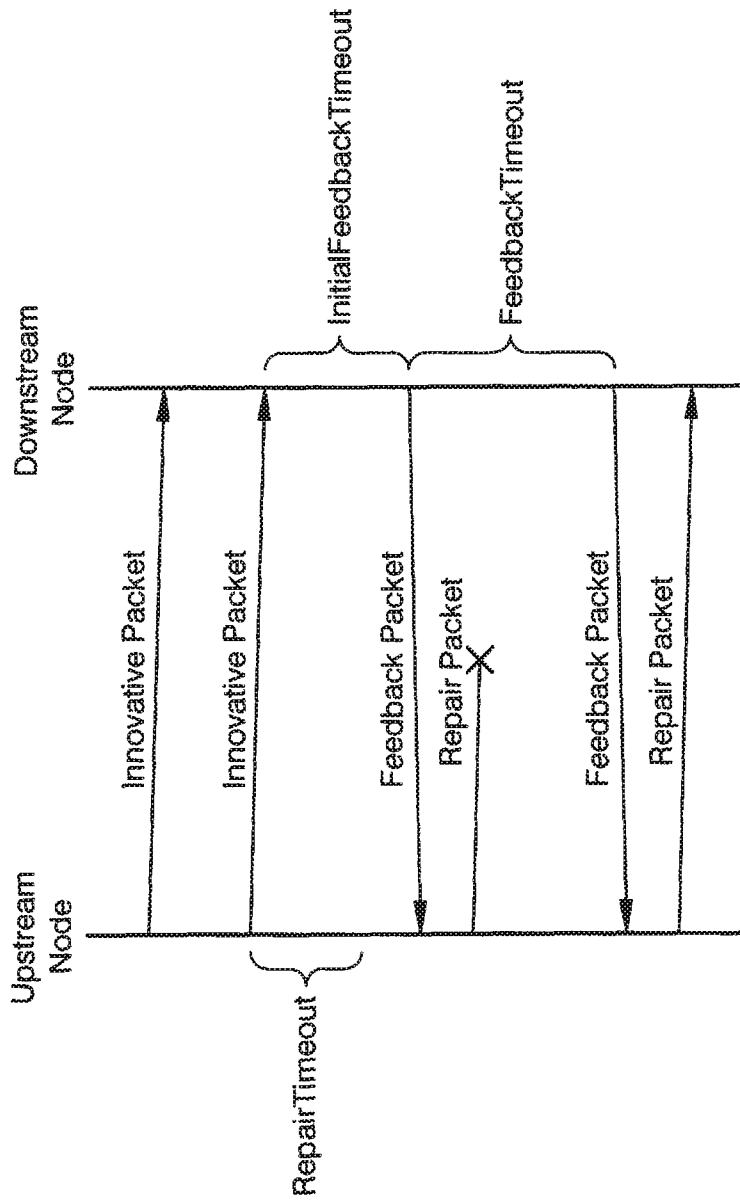 Upstream
Node
Downstream
Node
Innovative Packet
Innovative Packet
RepairTimeout
InitialFeedbackTimeout
Feedback Packet
Repair Packet
FeedbackTimeout
Feedback Packet
Repair Packet